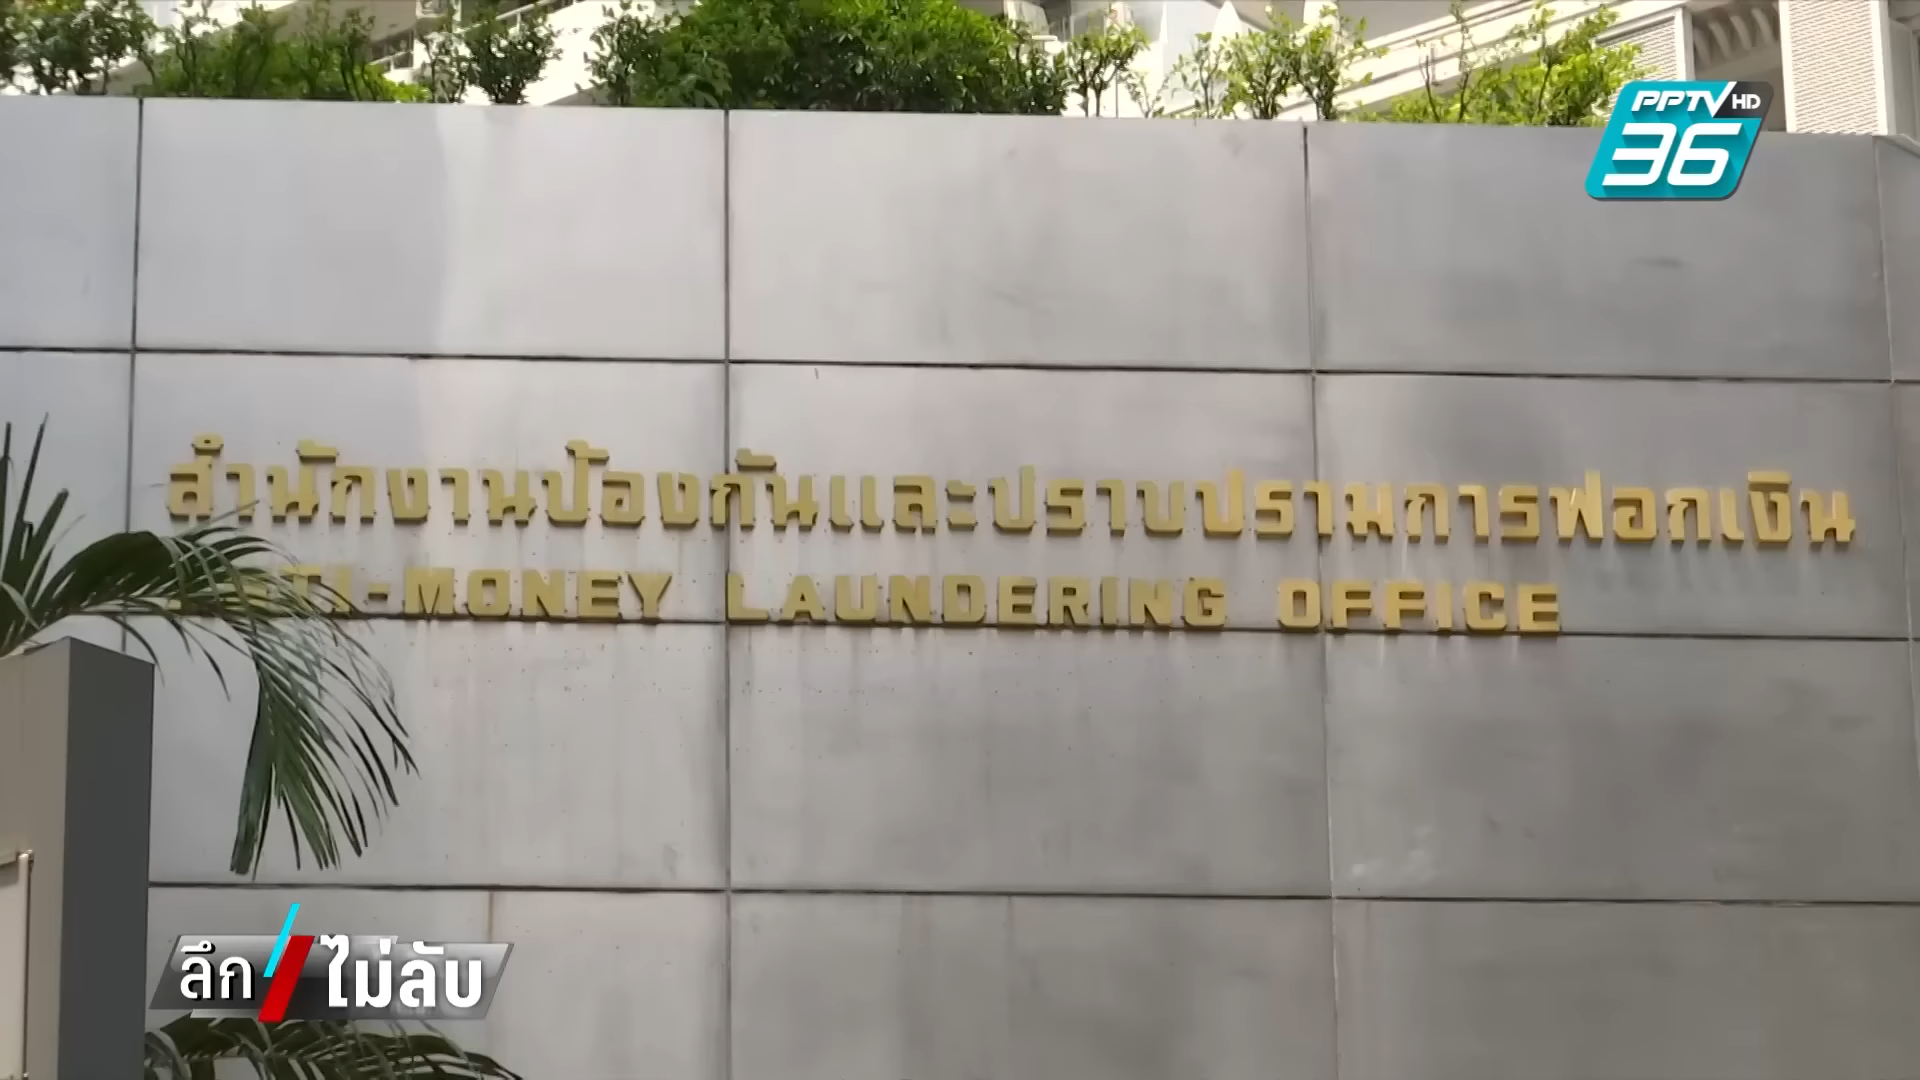 PPTV HD
36
สำนักงานป้องกันและปราบปรามการฟอกเงิน
ANTI-MONEY LAUNDERING OFFICE
ลึก/ไม่ลับ